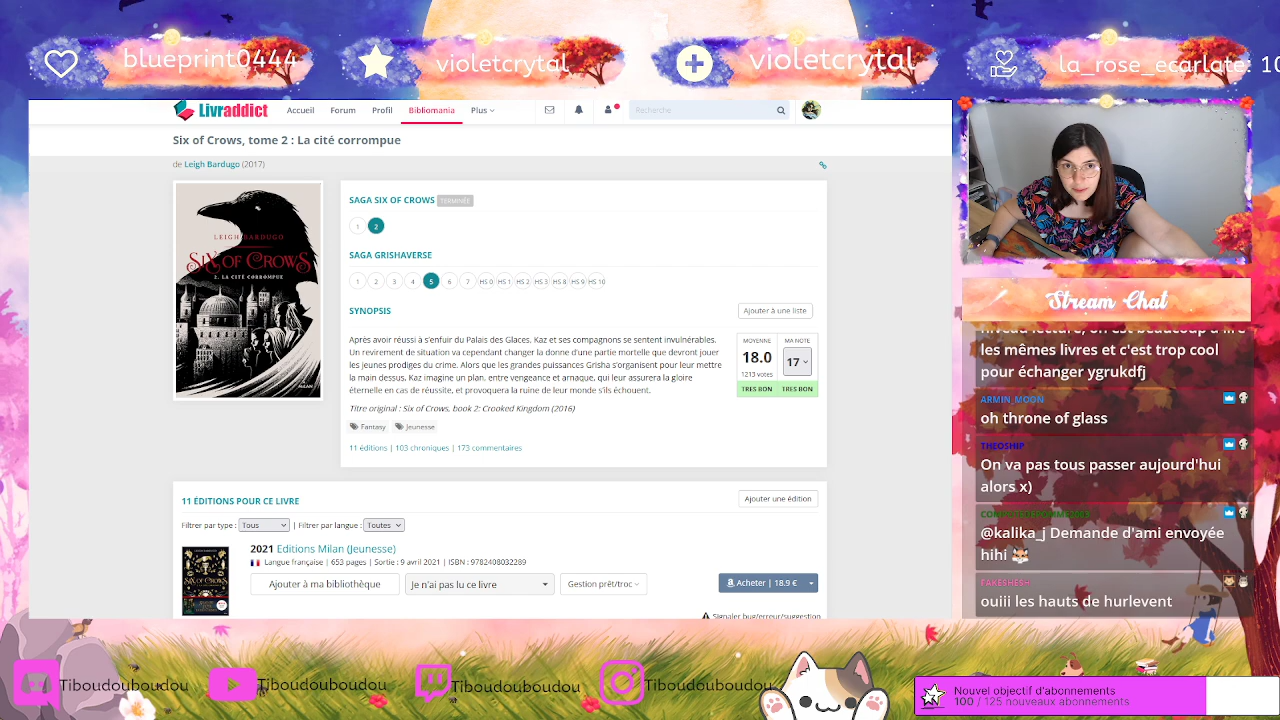 blueprint0444
violetcrytal
violetcrytal
la_rose_ecarlate: 10
Livraddict
Accueil
Forum
Profil
Bibliomania
Plus
Recherche
Six of Crows, tome 2 : La cité corrompue
de Leigh Bardugo (2017)
LEIGH BARDUGO
SIX OF CROWS
2. LA CITÉ CORROMPUE
MILAN
SAGA SIX OF CROWS TERMINÉE
1 2
SAGA GRISHAVERSE
1 2 3 4 5 6 7 HS 0 HS 1 HS 2 HS 3 HS 8 HS 9 HS 10
SYNOPSIS
Ajouter à une liste
Après avoir réussi à s'enfuir du Palais des Glaces, Kaz et ses compagnons se sentent invulnérables.
Un revirement de situation va cependant changer la donne d'une partie mortelle que devront jouer
les jeunes prodiges du crime. Alors que les grandes puissances Grisha s'organisent pour leur mettre
la main dessus, Kaz imagine un plan, entre vengeance et arnaque, qui leur assurera la gloire
éternelle en cas de réussite, et provoquera la ruine de leur monde s'ils échouent.
MOYENNE
18.0
1213 votes
TRES BON
MA NOTE
17
TRES BON
Titre original : Six of Crows, book 2: Crooked Kingdom (2016)
Fantasy
Jeunesse
11 éditions | 103 chroniques | 173 commentaires
11 ÉDITIONS POUR CE LIVRE
Ajouter une édition
Filtrer par type : Tous | Filtrer par langue : Toutes
2021 Editions Milan (Jeunesse)
Langue française | 653 pages | Sortie : 9 avril 2021 | ISBN : 9782408032289
Ajouter à ma bibliothèque
Je n'ai pas lu ce livre
Gestion prêt/troc
Acheter | 18.9 €
Signaler bug/erreur/suggestion
SIX OF CROWS
Stream Chat
niveau lecture, on est beaucoup à lire
les mêmes livres et c'est trop cool
pour échanger ygrukdfj
ARMIN_MOON
oh throne of glass
THEOSHIP
On va pas tous passer aujourd'hui
alors x)
@kalika_j Demande d'ami envoyée
hihi
FAKESHESH
ouiii les hauts de hurlevent
Tiboudouboudou
Tiboudouboudou
Tiboudouboudou
Tiboudouboudou
Nouvel objectif d'abonnements
100 / 125 nouveaux abonnements